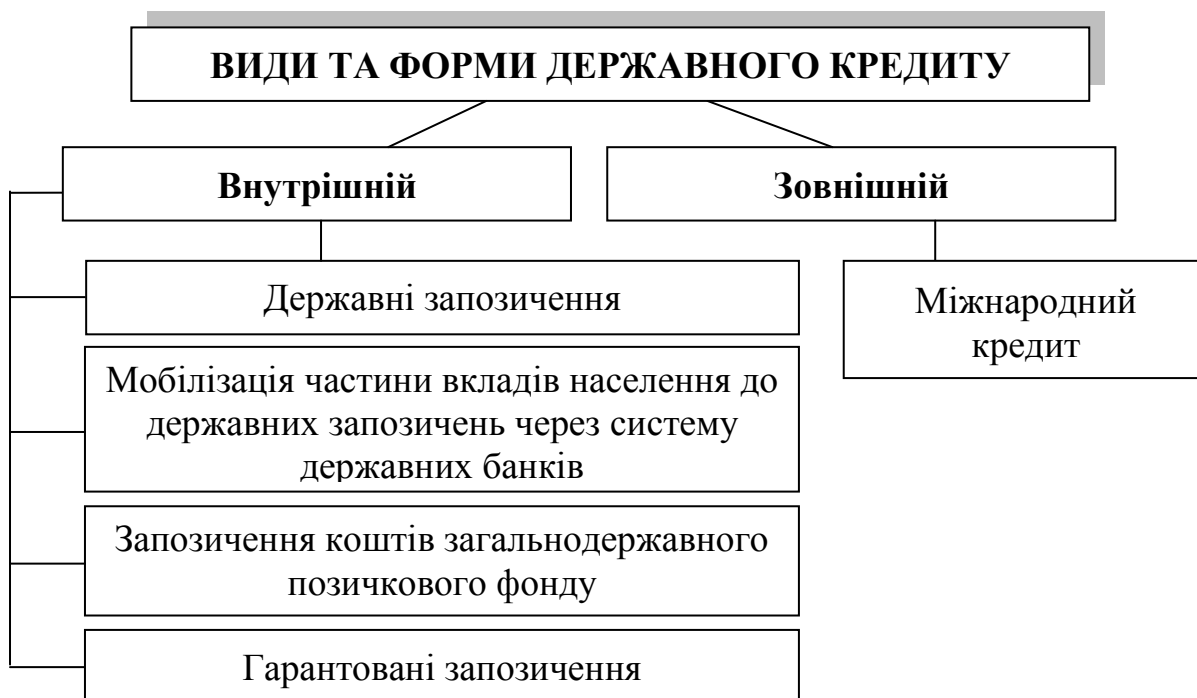 ВИДИ ТА ФОРМИ ДЕРЖАВНОГО КРЕДИТУ
Внутрішній
Зовнішній
Державні запозичення
Мобілізація частини вкладів населення до
державних запозичень через систему
державних банків
Запозичення коштів загальнодержавного
позичкового фонду
Гарантовані запозичення
Міжнародний
кредит